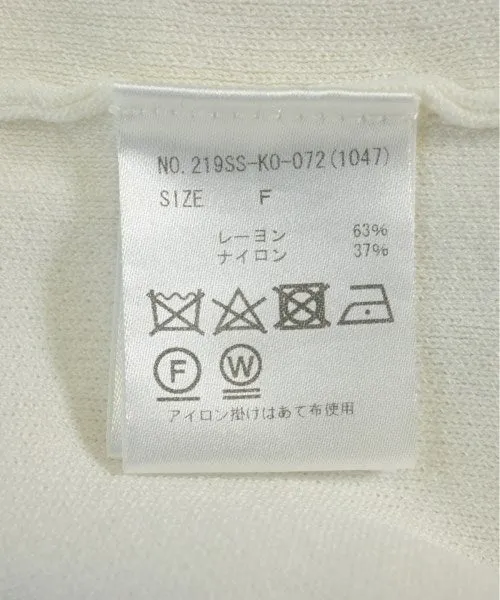 NO.219SS-KO-072(1047)
SIZE F
レーヨン 63%
ナイロン 37%
F W
アイロン掛けはあて布使用